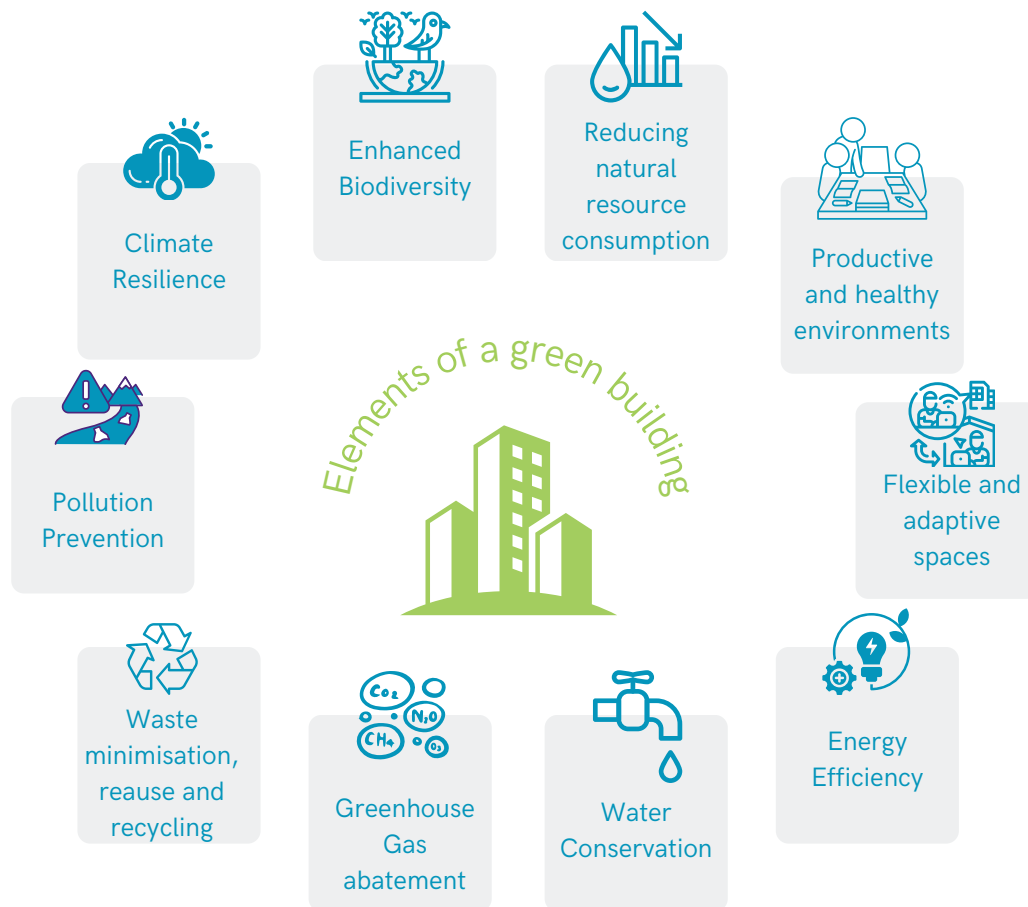 Enhanced
Biodiversity
Reducing
natural
resource
consumption
Climate
Resilience
Productive
and healthy
environments
Elements of a green building
Pollution
Prevention
Flexible and
adaptive
spaces
Waste
minimisation,
reause and
recycling
CO₂
N₂O
CH₄
O₃
Greenhouse
Gas
abatement
Water
Conservation
Energy
Efficiency